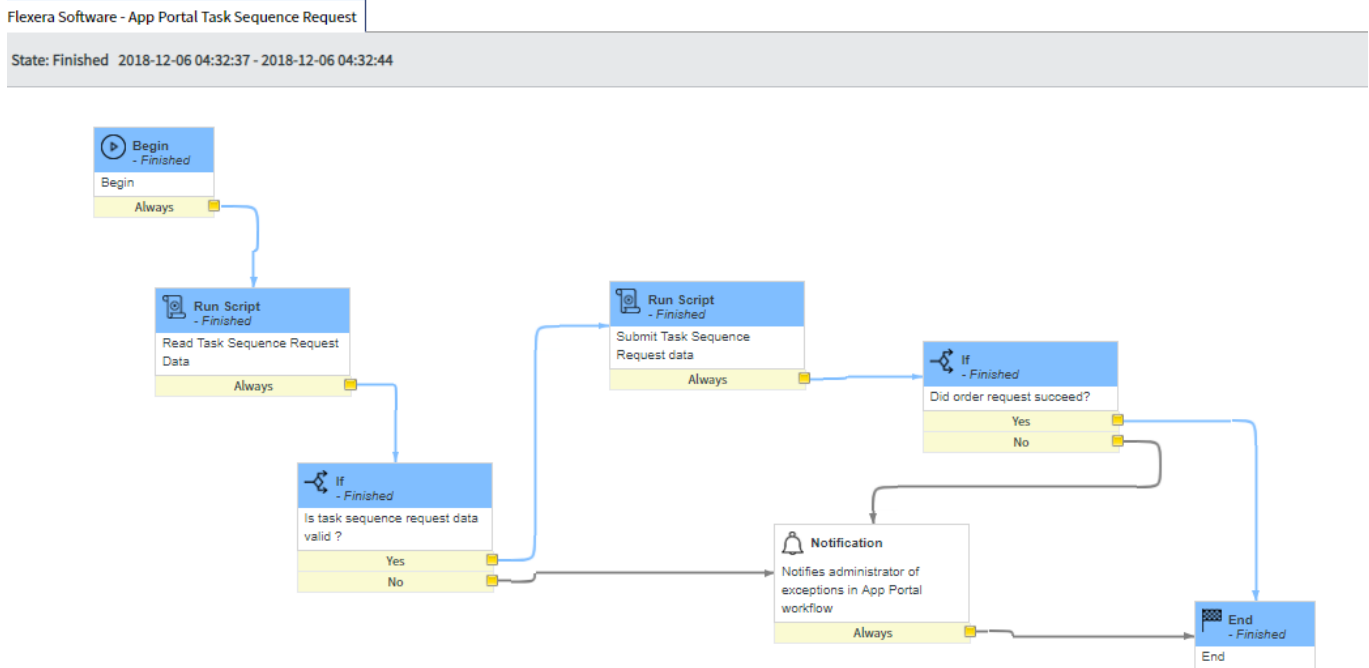 Flexera Software - App Portal Task Sequence Request
State: Finished 2018-12-06 04:32:37 - 2018-12-06 04:32:44
Begin
- Finished
Begin
Always
Run Script
- Finished
Read Task Sequence Request
Data
Always
If
- Finished
Is task sequence request data
valid ?
Yes
No
Run Script
- Finished
Submit Task Sequence
Request data
Always
If
- Finished
Did order request succeed?
Yes
No
Notification
Notifies administrator of
exceptions in App Portal
workflow
Always
End
- Finished
End